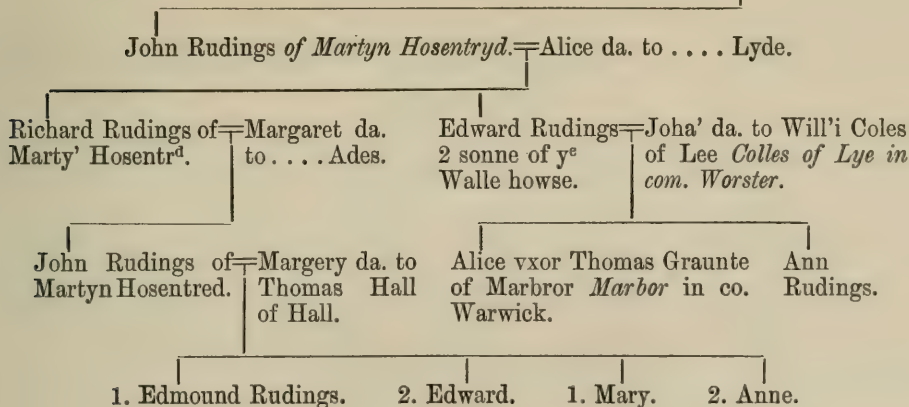 John Rudings of Martyn Hosentryd.=Alice da. to . . . . Lyde.
Richard Rudings of
Marty' Hosentrᵈ.
=Margaret da.
to . . . . Ades.
Edward Rudings
2 sonne of yᵉ
Walle howse.
=Joha' da. to Will'i Coles
of Lee Colles of Lye in
com. Worster.
John Rudings of
Martyn Hosentred.
=Margery da. to
Thomas Hall
of Hall.
Alice vxor Thomas Graunte
of Marbror Marbor in co.
Warwick.
Ann
Rudings.
1. Edmound Rudings. 2. Edward. 1. Mary. 2. Anne.